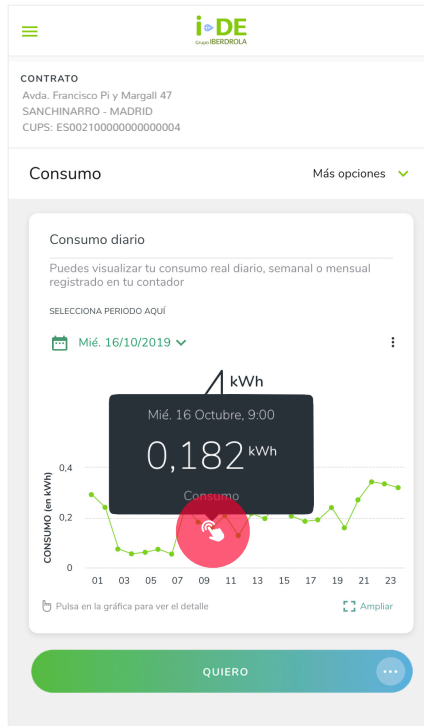 i-DE
Grupo IBERDROLA
CONTRATO
Avda. Francisco Pi y Margall 47
SANCHINARRO - MADRID
CUPS: ES002100000000000004
Consumo
Más opciones
Consumo diario
Puedes visualizar tu consumo real diario, semanal o mensual
registrado en tu contador
SELECCIONA PERIODO AQUÍ
Mié. 16/10/2019
kWh
Mié. 16 Octubre, 9:00
0,182 kWh
Consumo
CONSUMO (en kWh)
0,4
0,2
0
01 03 05 07 09 11 13 15 17 19 21 23
Pulsa en la gráfica para ver el detalle
Ampliar
QUIERO